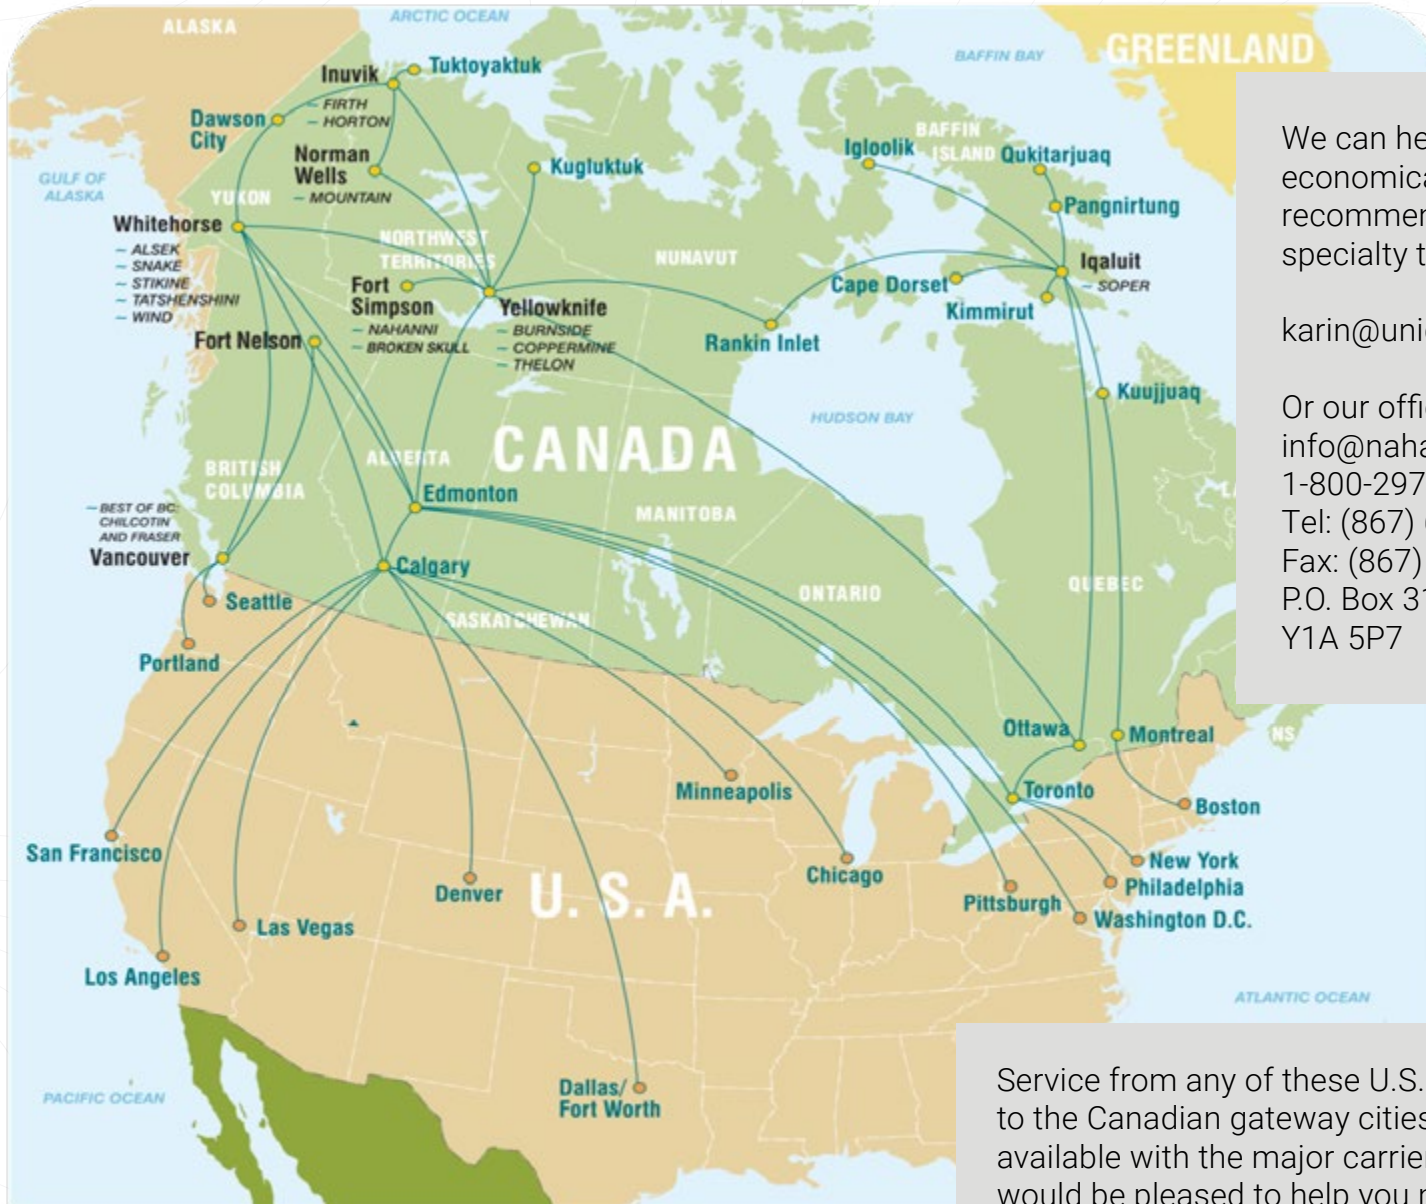 ARCTIC OCEAN
ALASKA
BAFFIN BAY
GREENLAND
Inuvik
Tuktoyaktuk
~ FIRTH
~ HORTON
Dawson
City
Norman
Wells
~ MOUNTAIN
Kugluktuk
Igloolik
BAFFIN
ISLAND
Qukitarjuaq
Pangnirtung
GULF OF
ALASKA
YUKON
Whitehorse
~ ALSEK
~ SNAKE
~ STIKINE
~ TATSHENSHINI
~ WIND
NORTHWEST
TERRITORIES
NUNAVUT
Fort
Simpson
~ NAHANNI
~ BROKEN SKULL
Yellowknife
~ BURNSIDE
~ COPPERMINE
~ THELON
Cape Dorset
Iqaluit
~ SOPER
Kimmirut
Rankin Inlet
Fort Nelson
Kuujjuaq
HUDSON BAY
CANADA
BRITISH
COLUMBIA
ALBERTA
Edmonton
MANITOBA
~ BEST OF BC:
CHILCOTIN
AND FRASER
Vancouver
Calgary
SASKATCHEWAN
ONTARIO
QUEBEC
Seattle
Portland
Ottawa
Montreal
NS
Toronto
Boston
Minneapolis
San Francisco
Chicago
New York
Philadelphia
Pittsburgh
Washington D.C.
Denver
U. S. A.
Las Vegas
Los Angeles
ATLANTIC OCEAN
PACIFIC OCEAN
Dallas/
Fort Worth
We can he
economica
recommen
specialty t
karin@uni
Or our offi
info@naha
1-800-297
Tel: (867)
Fax: (867)
P.O. Box 31
Y1A 5P7
Service from any of these U.S.
to the Canadian gateway cities
available with the major carrie
would be pleased to help you